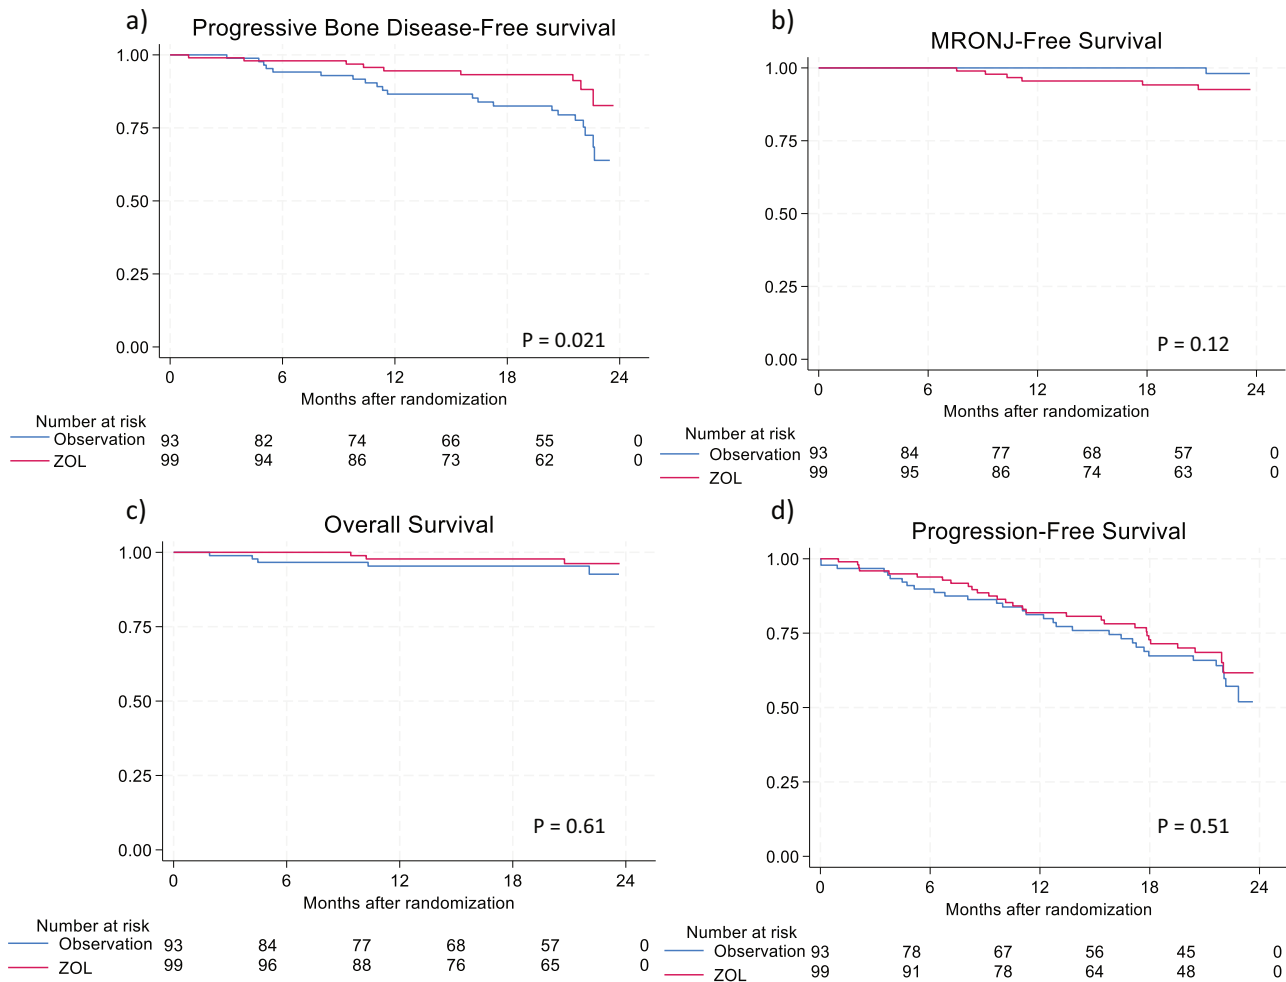 a)
Progressive Bone Disease-Free survival
1.00
0.75
0.50
0.25
0.00
P = 0.021
0 6 12 18 24
Months after randomization
Number at risk
Observation 93 82 74 66 55 0
ZOL 99 94 86 73 62 0
b)
MRONJ-Free Survival
1.00
0.75
0.50
0.25
0.00
P = 0.12
0 6 12 18 24
Months after randomization
Number at risk
Observation 93 84 77 68 57 0
ZOL 99 95 86 74 63 0
c)
Overall Survival
1.00
0.75
0.50
0.25
0.00
P = 0.61
0 6 12 18 24
Months after randomization
Number at risk
Observation 93 84 77 68 57 0
ZOL 99 96 88 76 65 0
d)
Progression-Free Survival
1.00
0.75
0.50
0.25
0.00
P = 0.51
0 6 12 18 24
Months after randomization
Number at risk
Observation 93 78 67 56 45 0
ZOL 99 91 78 64 48 0